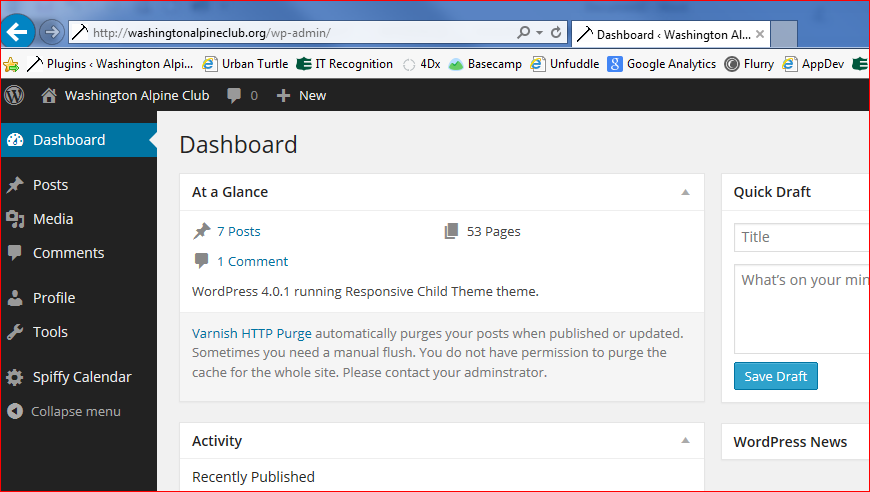 http://washingtonalpineclub.org/wp-admin/
Dashboard ‹ Washington Al...
Plugins ‹ Washington Alpi...
Urban Turtle
IT Recognition
4Dx
Basecamp
Unfuddle
Google Analytics
Flurry
AppDev
Washington Alpine Club
0
New
Dashboard
Posts
Media
Comments
Profile
Tools
Spiffy Calendar
Collapse menu
Dashboard
At a Glance
7 Posts
53 Pages
1 Comment
WordPress 4.0.1 running Responsive Child Theme theme.
Varnish HTTP Purge automatically purges your posts when published or updated.
Sometimes you need a manual flush. You do not have permission to purge the
cache for the whole site. Please contact your adminstrator.
Activity
Recently Published
Quick Draft
Title
What's on your min
Save Draft
WordPress News